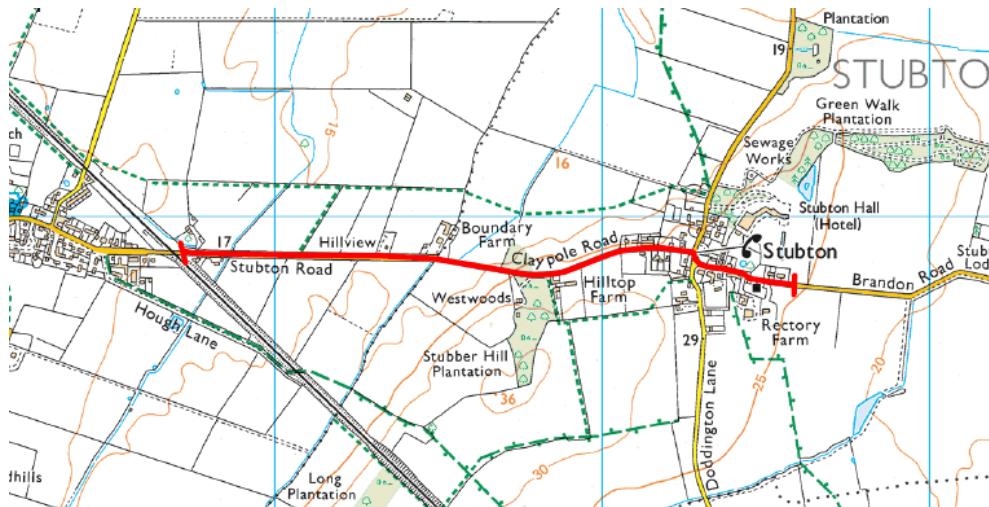 Plantation
19
STUBTO
Green Walk
Plantation
15
16
Sewage
Works
Stubton Hall
(Hotel)
17
Hillview
Boundary
Farm
Stubton Road
Claypole Road
Stubton
Stubt
Lod
Brandon Road
Hilltop
Farm
Westwoods
Hough Lane
Rectory
Farm
Stubber Hill
Plantation
29
Doddington Lane
25
20
36
30
Long
Plantation
dhills
ch